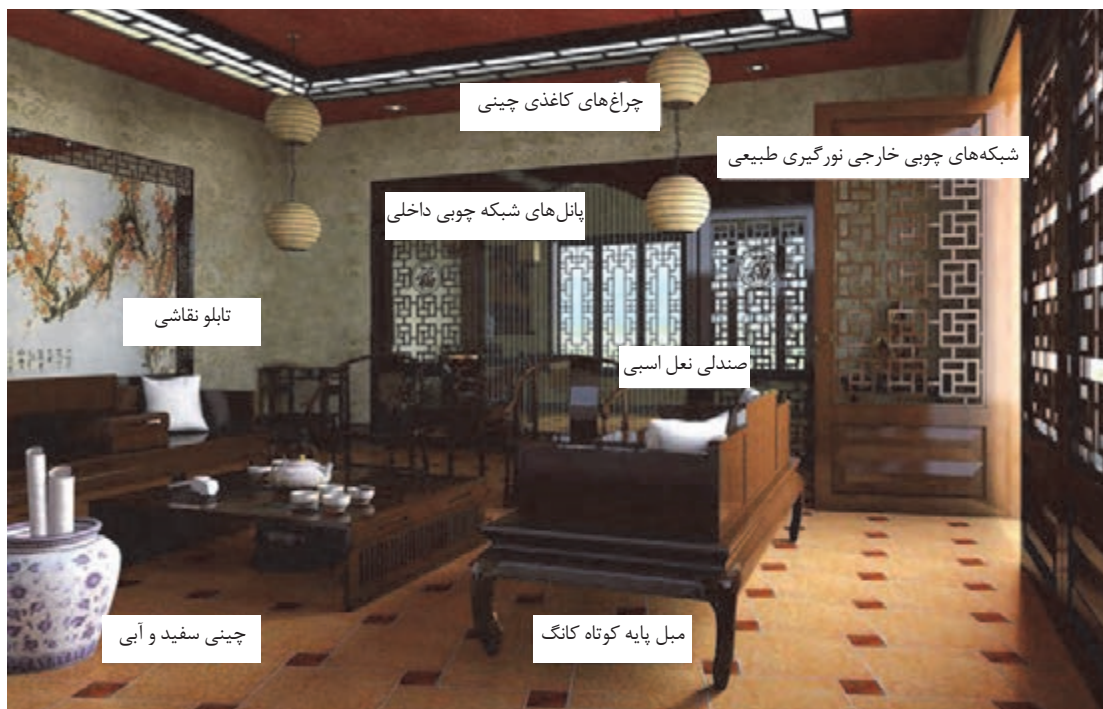 چراغ‌های کاغذی چینی
شبکه‌های چوبی خارجی نورگیری طبیعی
پانل‌های شبکه چوبی داخلی
تابلو نقاشی
صندلی نعل اسبی
چینی سفید و آبی
مبل پایه کوتاه کانگ